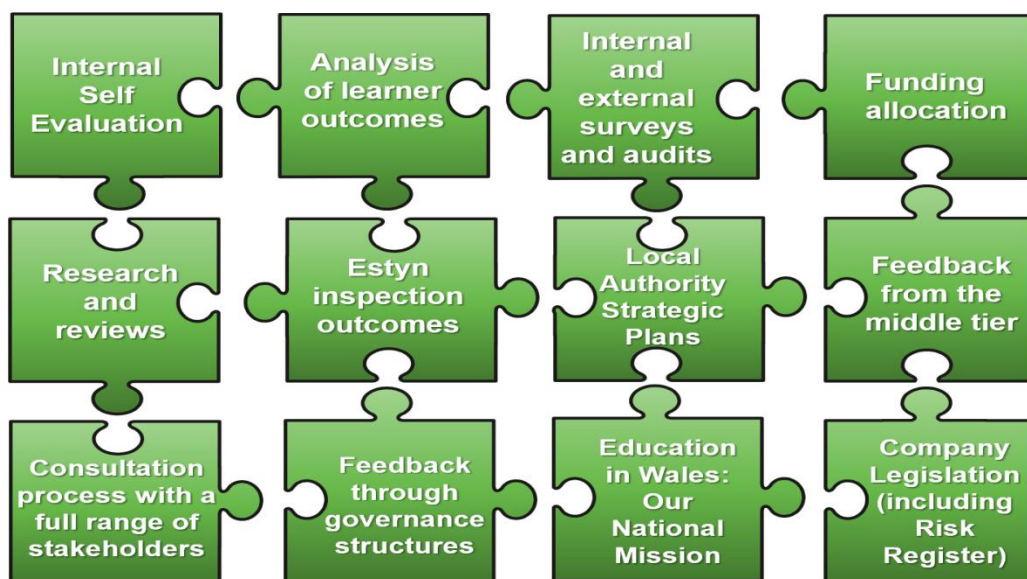 Internal
Self
Evaluation
Analysis
of learner
outcomes
Internal
and
external
surveys
and audits
Funding
allocation
Research
and
reviews
Estyn
inspection
outcomes
Local
Authority
Strategic
Plans
Feedback
from the
middle tier
Consultation
process with a
full range of
stakeholders
Feedback
through
governance
structures
Education
in Wales:
Our
National
Mission
Company
Legislation
(including
Risk
Register)